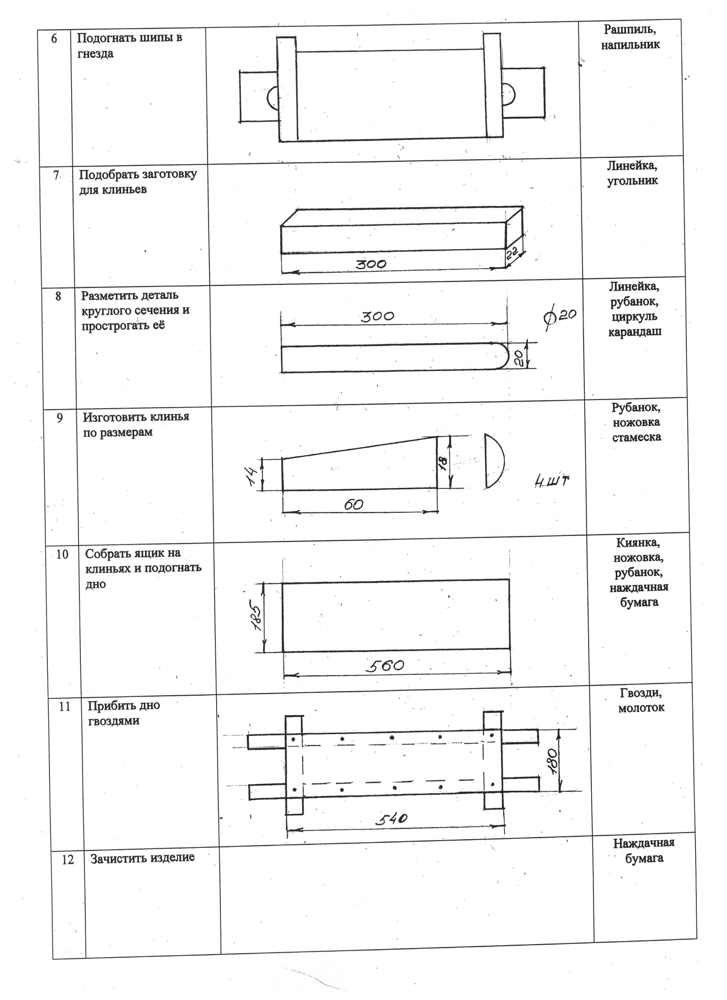 6
Подогнать шипы в
гнезда
Рашпиль,
напильник
7
Подобрать заготовку
для клиньев
300
22
Линейка,
угольник
8
Разметить деталь
круглого сечения и
прострогать её
300
ϕ20
20
Линейка,
рубанок,
циркуль
карандаш
9
Изготовить клинья
по размерам
14
18
60
4 шт
Рубанок,
ножовка
стамеска
10
Собрать ящик на
клиньях и подогнать
дно
185
560
Киянка,
ножовка,
рубанок,
наждачная
бумага
11
Прибить дно
гвоздями
180
540
Гвозди,
молоток
12
Зачистить изделие
Наждачная
бумага